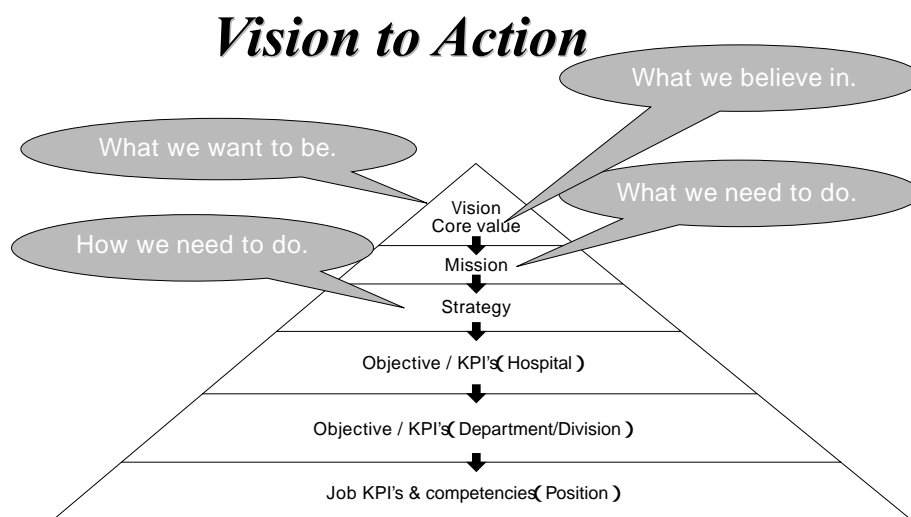 Vision to Action
What we believe in.
What we want to be.
What we need to do.
Vision
Core value
How we need to do.
Mission
Strategy
Objective / KPI's(Hospital)
Objective / KPI's(Department/Division)
Job KPI's & competencies(Position)